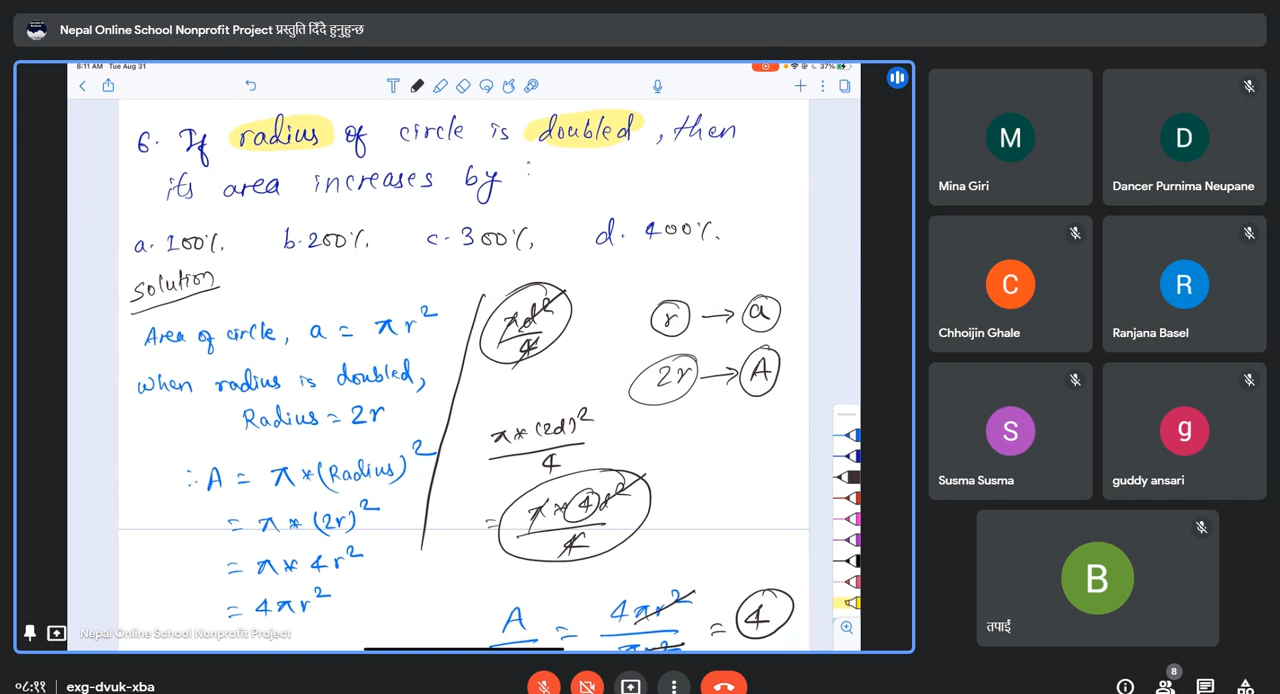 Nepal Online School Nonprofit Project प्रस्तुति दिँदै हुनुहुन्छ
8:11 AM Tue Aug 31
37%
6. If radius of circle is doubled, then
its area increases by :
a. 100%. b. 200%. c. 300%, d. 400%.
Solution
Area of circle, a = πr²
when radius is doubled,
Radius = 2r
∴ A = π*(Radius)²
= π*(2r)²
= π* 4r²
= 4πr²
πd²/4
π*(2d)²/4
= π*4d²/4
r → a
2r → A
A = 4πr² = 4
πr²
Nepal Online School Nonprofit Project
M
Mina Giri
D
Dancer Purnima Neupane
C
Chhoijin Ghale
R
Ranjana Basel
S
Susma Susma
g
guddy ansari
B
तपाईं
०८:११ | exg-dvuk-xba
8